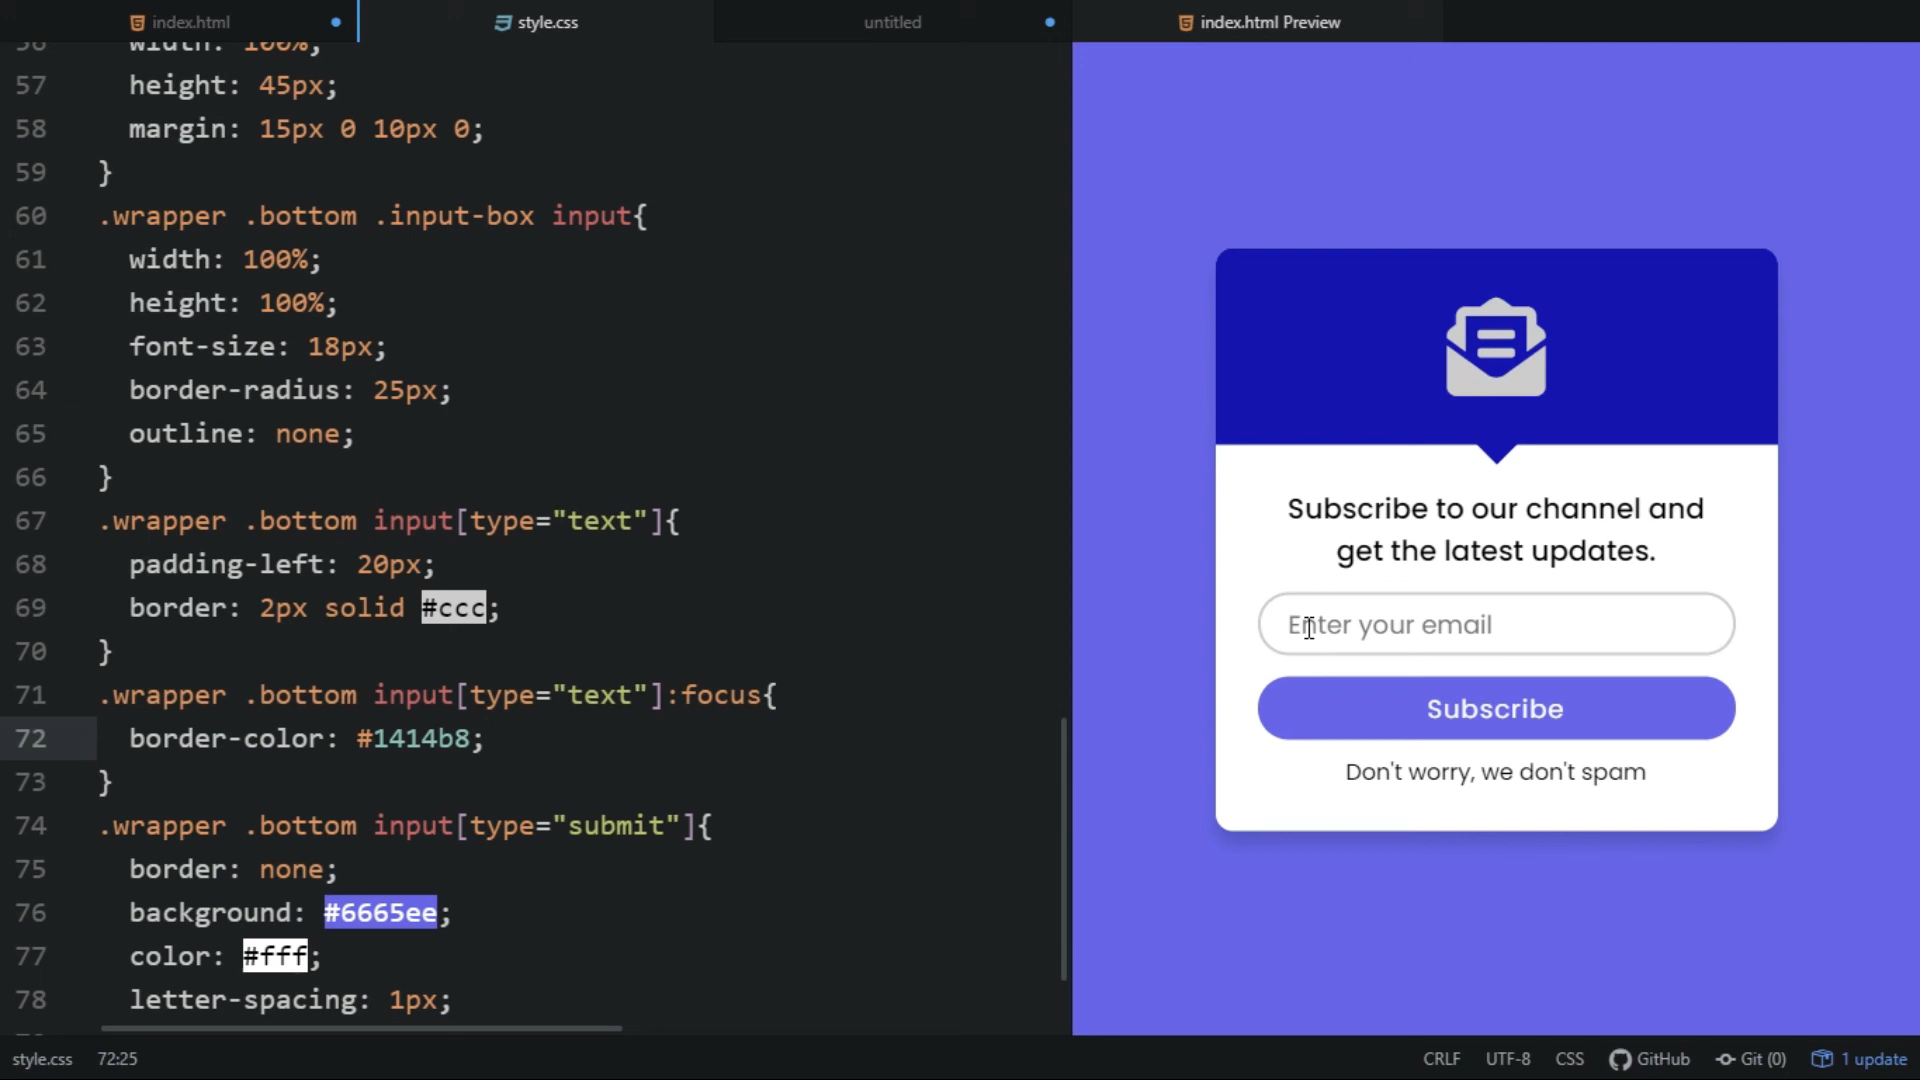 index.html
style.css
untitled
index.html Preview
56 width: 100%;
57 height: 45px;
58 margin: 15px 0 10px 0;
59 }
60 .wrapper .bottom .input-box input{
61 width: 100%;
62 height: 100%;
63 font-size: 18px;
64 border-radius: 25px;
65 outline: none;
66 }
67 .wrapper .bottom input[type="text"]{
68 padding-left: 20px;
69 border: 2px solid #ccc;
70 }
71 .wrapper .bottom input[type="text"]:focus{
72 border-color: #1414b8;
73 }
74 .wrapper .bottom input[type="submit"]{
75 border: none;
76 background: #6665ee;
77 color: #fff;
78 letter-spacing: 1px;
Subscribe to our channel and
get the latest updates.
Enter your email
Subscribe
Don't worry, we don't spam
style.css 72:25
CRLF UTF-8 CSS GitHub Git (0) 1 update